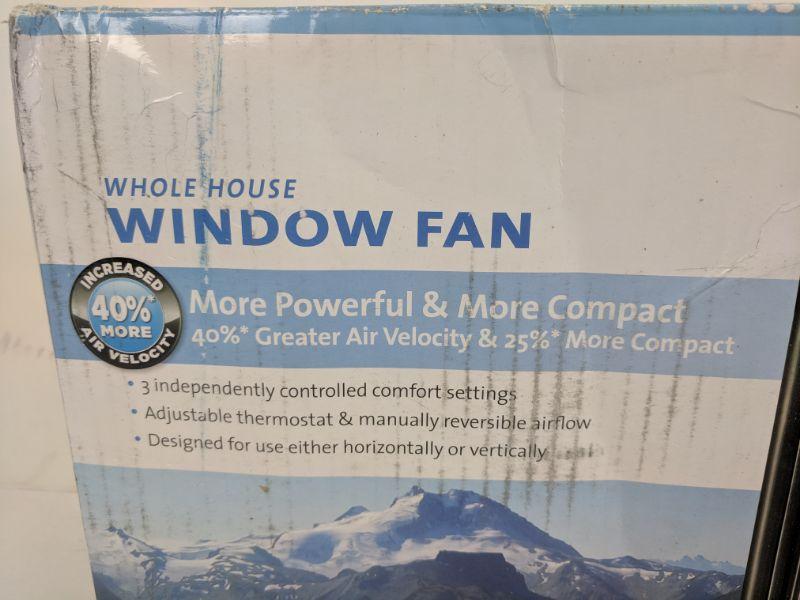 WHOLE HOUSE
WINDOW FAN
INCREASED
40%*
MORE
AIR VELOCITY
More Powerful & More Compact
40%* Greater Air Velocity & 25%* More Compact
• 3 independently controlled comfort settings
• Adjustable thermostat & manually reversible airflow
• Designed for use either horizontally or vertically